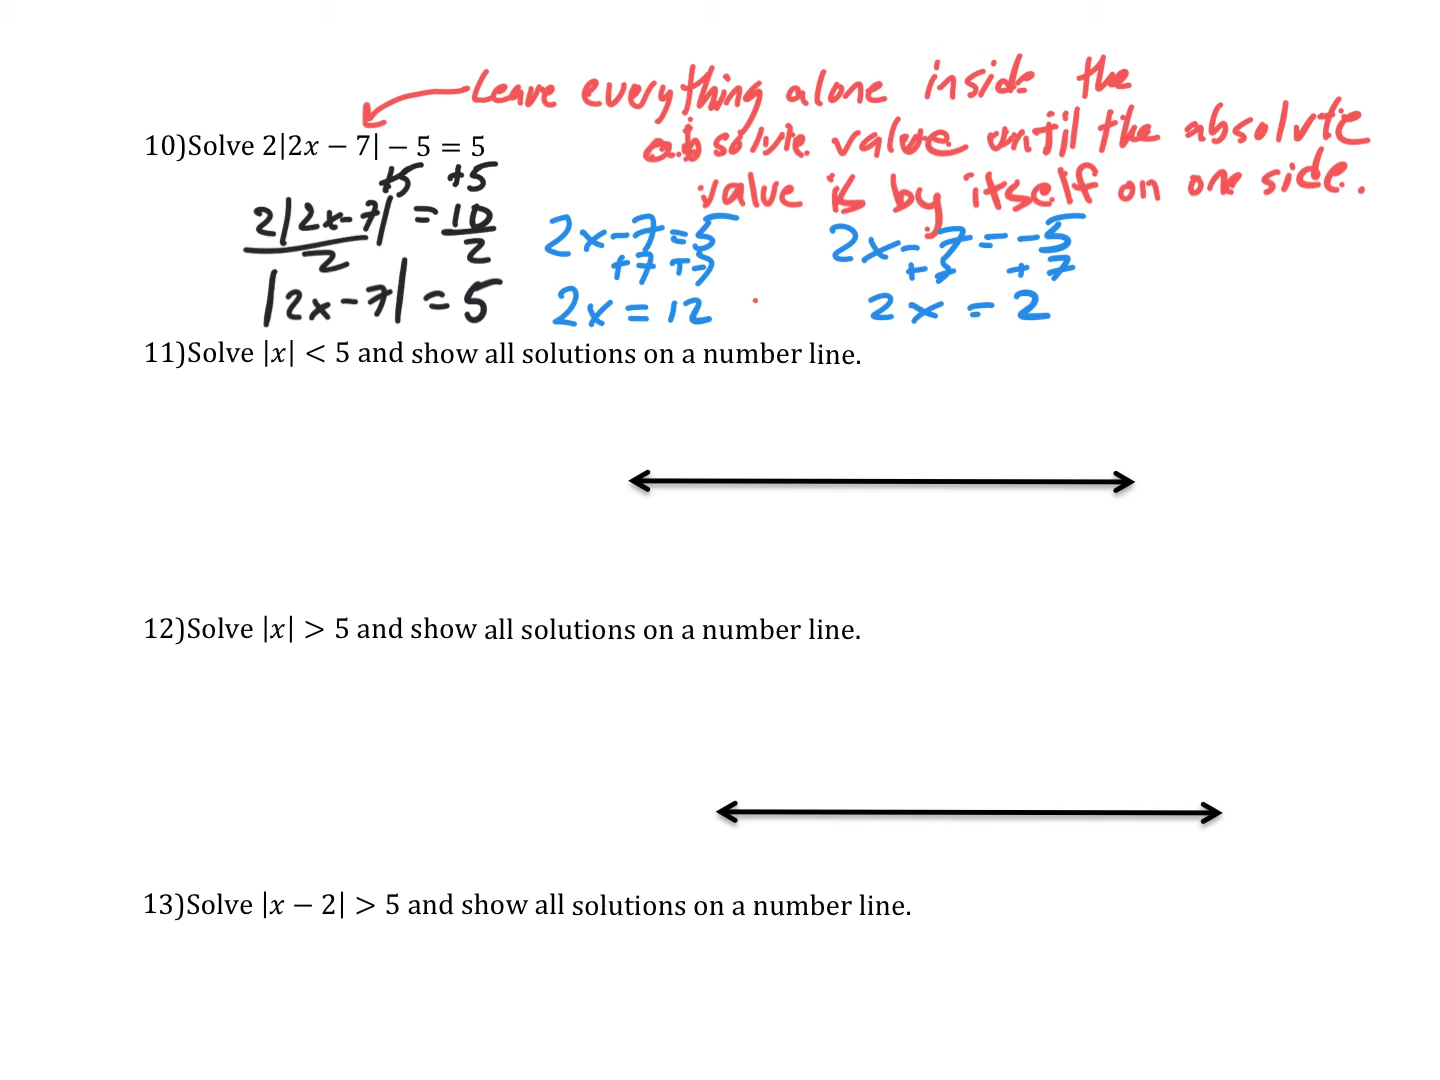 Leave everything alone inside the
absolute value until the absolute
value is by itself on one side.
10)Solve 2|2x − 7| − 5 = 5
+5 +5
2|2x-7| = 10
2 2
|2x-7| = 5
2x-7=5
+7 +7
2x = 12
2x-7=-5
+7 +7
2x = 2
11)Solve |x| < 5 and show all solutions on a number line.
12)Solve |x| > 5 and show all solutions on a number line.
13)Solve |x − 2| > 5 and show all solutions on a number line.